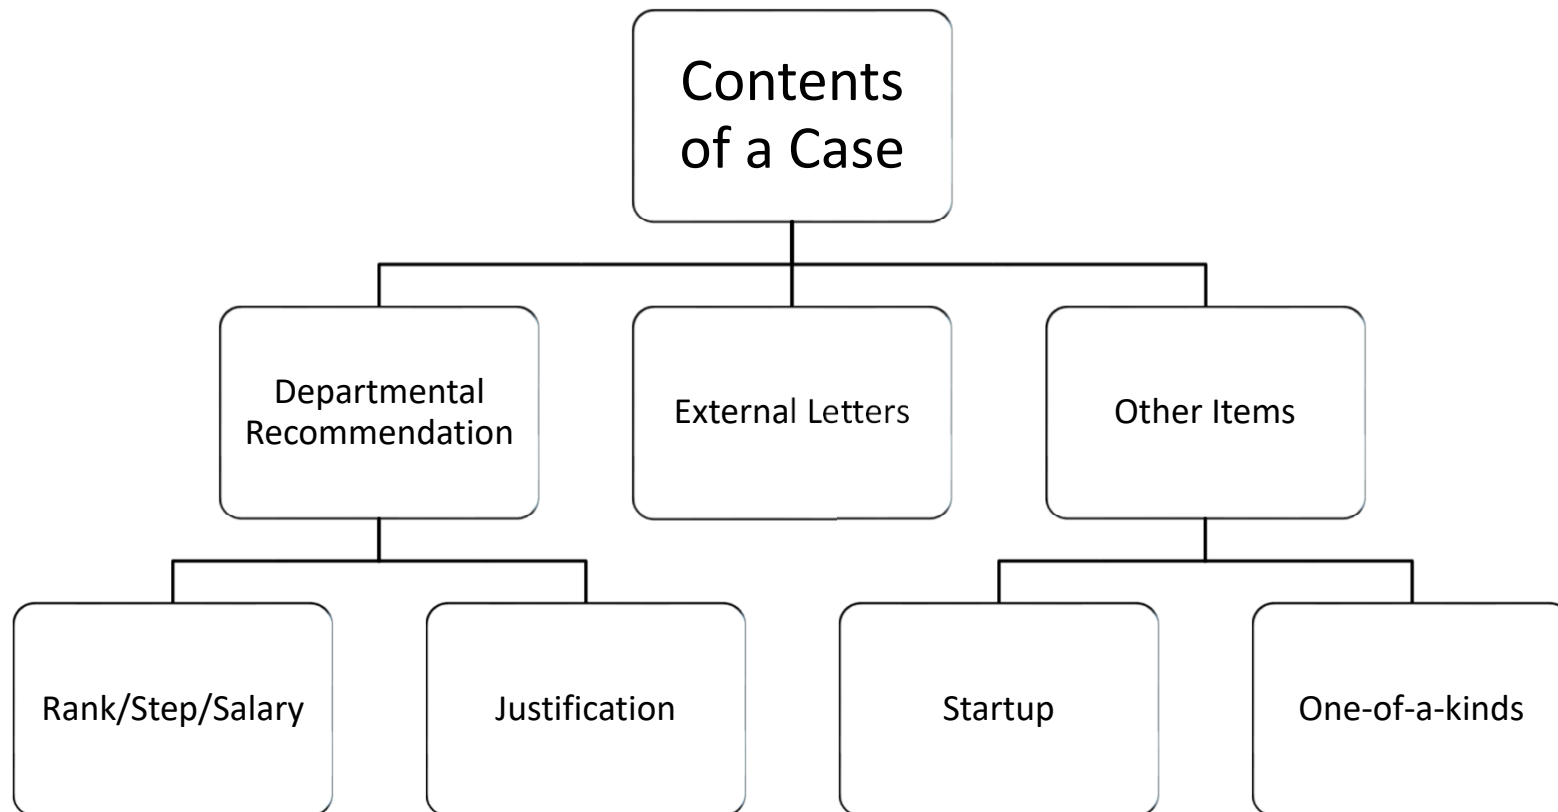 Contents
of a Case
Departmental
Recommendation
External Letters
Other Items
Rank/Step/Salary
Justification
Startup
One-of-a-kinds